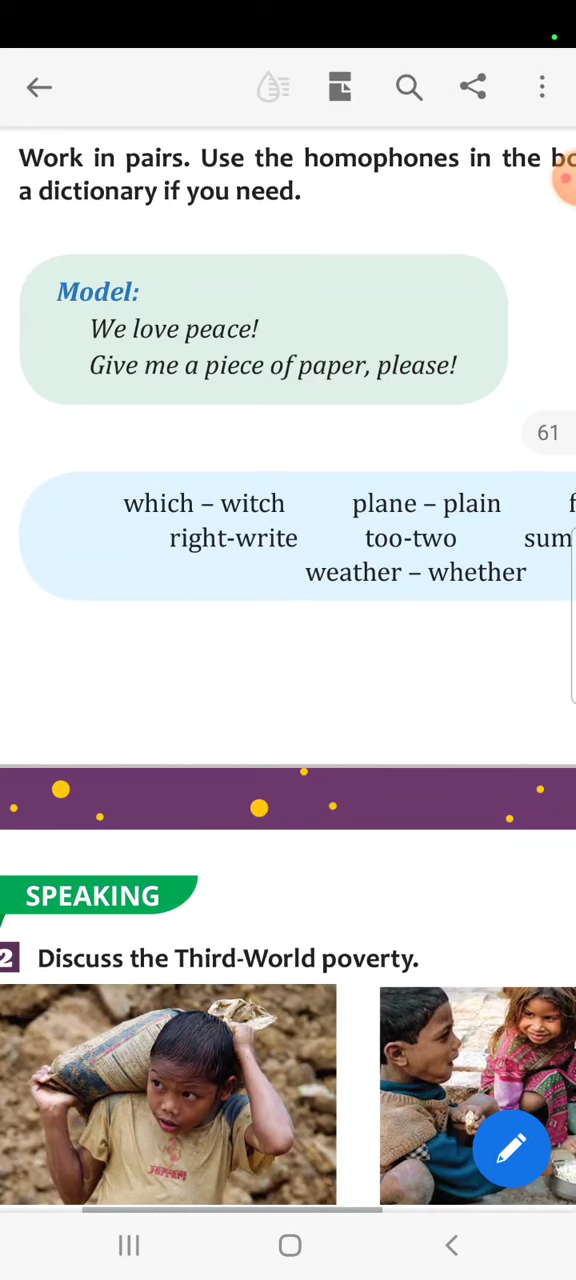 Work in pairs. Use the homophones in the
a dictionary if you need.
Model:
We love peace!
Give me a piece of paper, please!
61
which – witch plane – plain
right-write too-two
weather – whether
SPEAKING
2 Discuss the Third-World poverty.
Ferrari